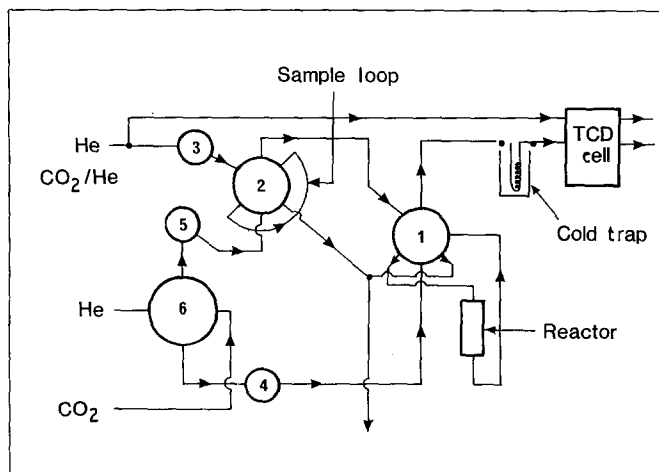 Sample loop
He
CO₂/He
3
2
TCD
cell
1
Cold trap
5
He
6
Reactor
4
CO₂